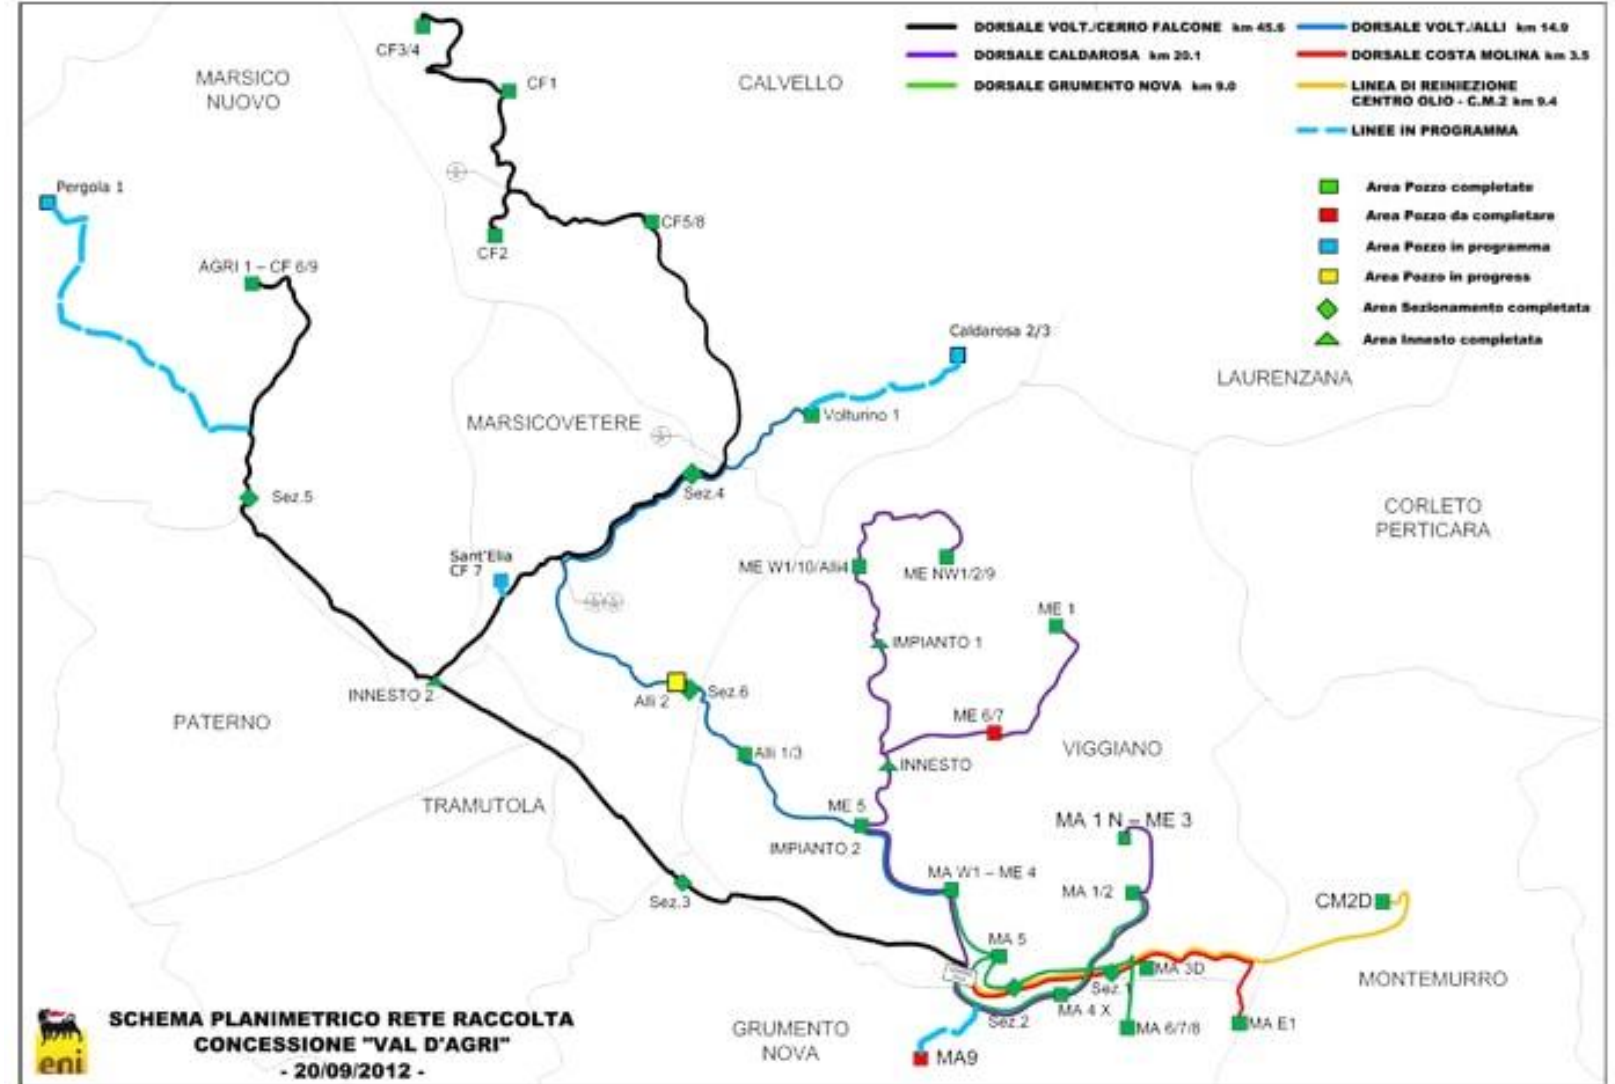 DORSALE VOLT./CERRO FALCONE km 45.6
DORSALE CALDAROSA km 20.1
DORSALE GRUMENTO NOVA km 9.0
DORSALE VOLT./ALLI km 14.9
DORSALE COSTA MOLINA km 3.5
LINEA DI REINIEZIONE
CENTRO OLIO - C.M.2 km 9.4
LINEE IN PROGRAMMA
Area Pozzo completate
Area Pozzo da completare
Area Pozzo in programma
Area Pozzo in progress
Area Sezionamento completata
Area Innesto completata
CF3/4
MARSICO
NUOVO
CF1
CALVELLO
Pergola 1
CF5/8
CF2
AGRI 1 – CF 6/9
Caldarosa 2/3
LAURENZANA
MARSICOVETERE
Volturino 1
Sez.4
Sez.5
CORLETO
PERTICARA
Sant'Elia
CF 7
ME W1/10/Alli4
ME NW1/2/9
ME 1
IMPIANTO 1
INNESTO 2
Alli 2
Sez.6
PATERNO
ME 6/7
VIGGIANO
Alli 1/3
INNESTO
TRAMUTOLA
ME 5
IMPIANTO 2
MA 1 N – ME 3
MA W1 – ME 4
MA 1/2
Sez.3
CM2D
MA 5
MA 3D
Sez.1
MONTEMURRO
MA 4 X
Sez.2
MA 6/7/8
MA E1
GRUMENTO
NOVA
MA9
eni
SCHEMA PLANIMETRICO RETE RACCOLTA
CONCESSIONE "VAL D'AGRI"
- 20/09/2012 -